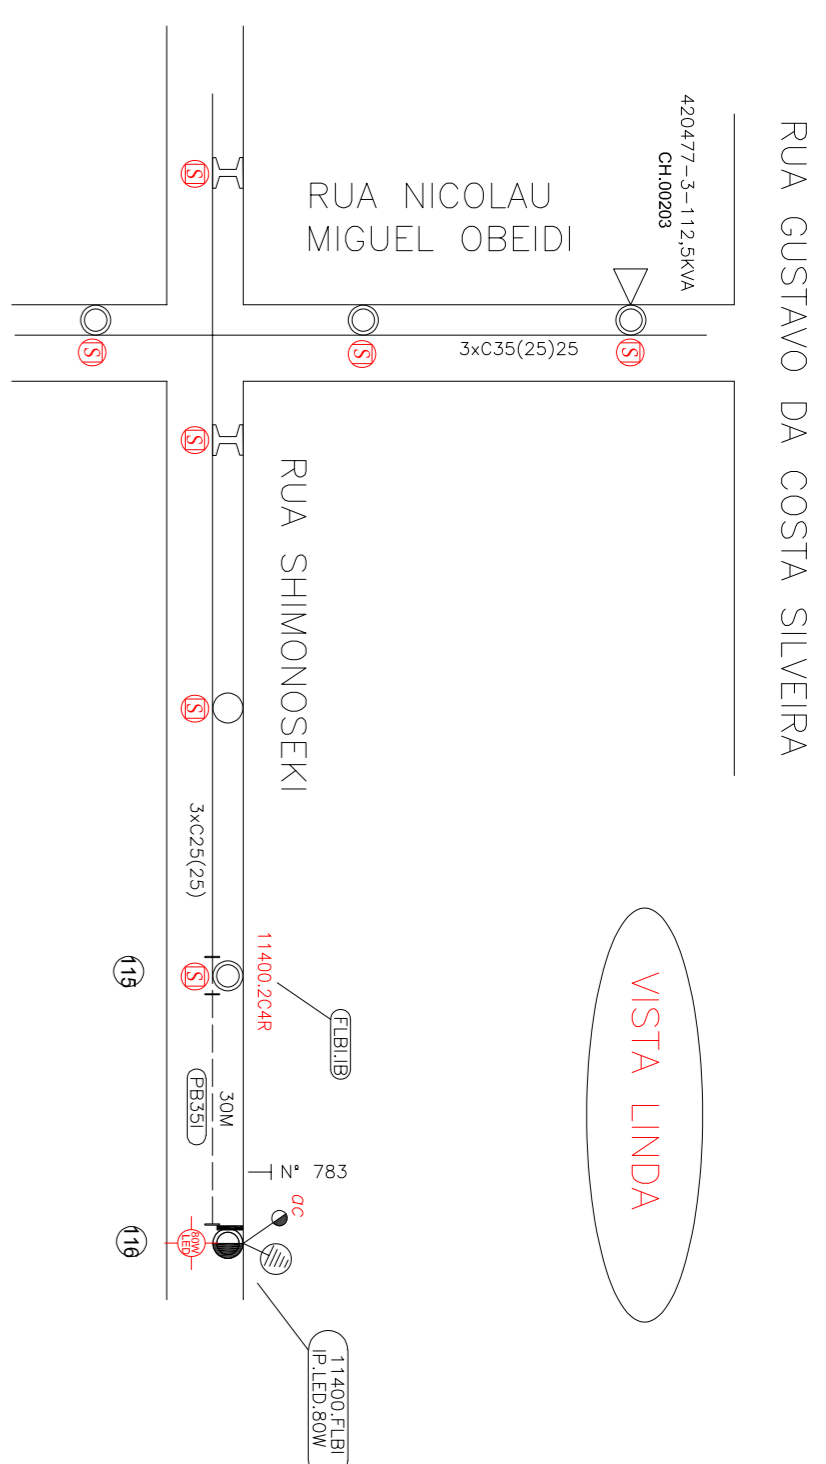 RUA GUSTAVO DA COSTA SILVEIRA
420477-3-112,5KVA
CH.00203
RUA NICOLAU
MIGUEL OBEIDI
3xC35(25)25
S
S
S
S
S
S
S
RUA SHIMONOSEKI
3xC25(25)
11400.2C4R
FLBI.IB
115
30M
PB35I
N° 783
ac
80W
LED
116
11400.FLBI
IP.LED.80W
VISTA LINDA